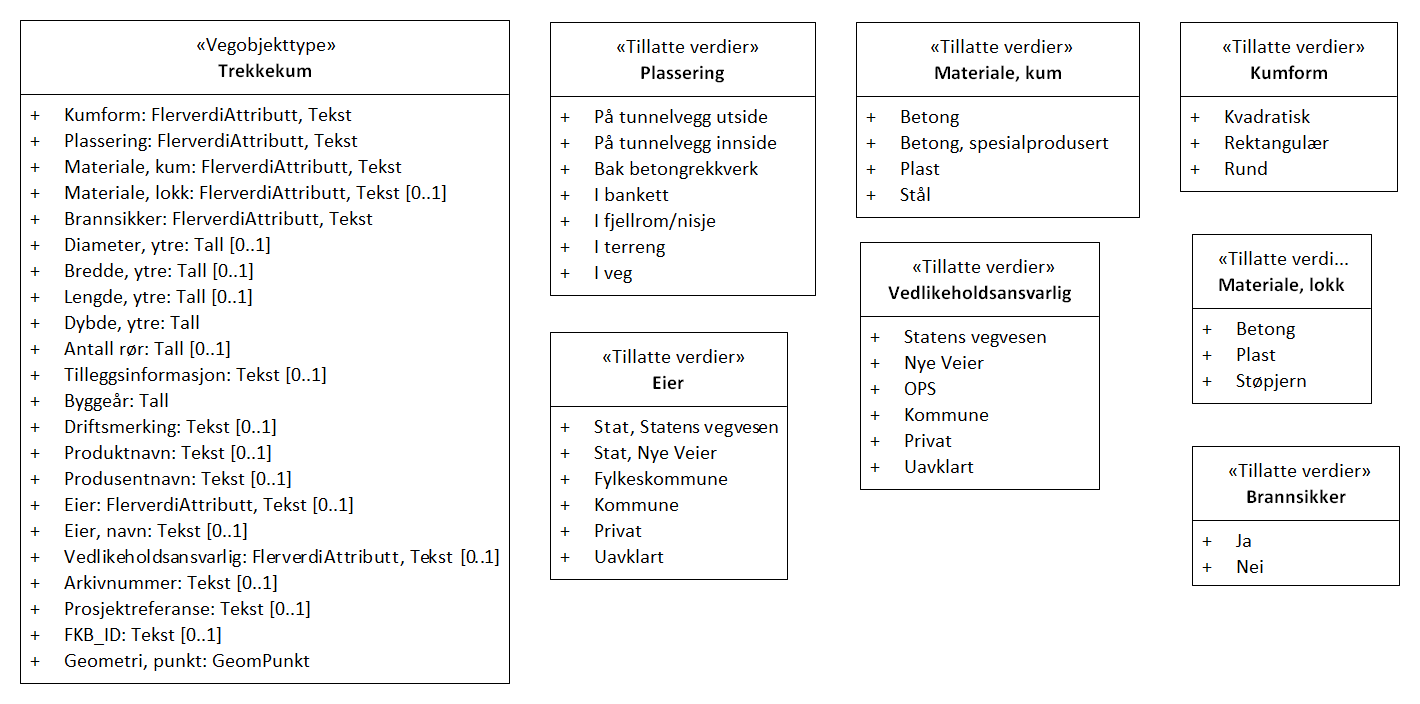 «Vegobjekttype»
Trekkekum
+ Kumform: FlerverdiAttributt, Tekst
+ Plassering: FlerverdiAttributt, Tekst
+ Materiale, kum: FlerverdiAttributt, Tekst
+ Materiale, lokk: FlerverdiAttributt, Tekst [0..1]
+ Brannsikker: FlerverdiAttributt, Tekst
+ Diameter, ytre: Tall [0..1]
+ Bredde, ytre: Tall [0..1]
+ Lengde, ytre: Tall [0..1]
+ Dybde, ytre: Tall
+ Antall rør: Tall [0..1]
+ Tilleggsinformasjon: Tekst [0..1]
+ Byggeår: Tall
+ Driftsmerking: Tekst [0..1]
+ Produktnavn: Tekst [0..1]
+ Produsentnavn: Tekst [0..1]
+ Eier: FlerverdiAttributt, Tekst [0..1]
+ Eier, navn: Tekst [0..1]
+ Vedlikeholdsansvarlig: FlerverdiAttributt, Tekst [0..1]
+ Arkivnummer: Tekst [0..1]
+ Prosjektreferanse: Tekst [0..1]
+ FKB_ID: Tekst [0..1]
+ Geometri, punkt: GeomPunkt
«Tillatte verdier»
Plassering
+ På tunnelvegg utside
+ På tunnelvegg innside
+ Bak betongrekkverk
+ I bankett
+ I fjellrom/nisje
+ I terreng
+ I veg
«Tillatte verdier»
Eier
+ Stat, Statens vegvesen
+ Stat, Nye Veier
+ Fylkeskommune
+ Kommune
+ Privat
+ Uavklart
«Tillatte verdier»
Materiale, kum
+ Betong
+ Betong, spesialprodusert
+ Plast
+ Stål
«Tillatte verdier»
Vedlikeholdsansvarlig
+ Statens vegvesen
+ Nye Veier
+ OPS
+ Kommune
+ Privat
+ Uavklart
«Tillatte verdier»
Kumform
+ Kvadratisk
+ Rektangulær
+ Rund
«Tillatte verdi...
Materiale, lokk
+ Betong
+ Plast
+ Støpjern
«Tillatte verdier»
Brannsikker
+ Ja
+ Nei